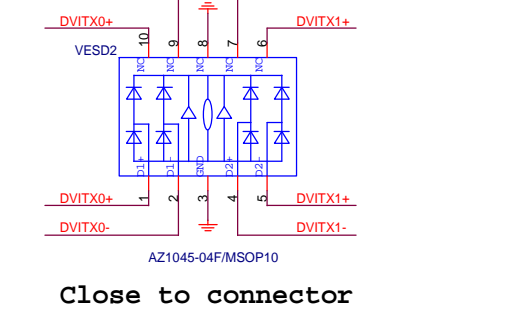 DVITX0+ DVITX1+
10 9 8 7 6
VESD2
NC NC NC NC
D1+ D1- GND D2+ D2-
DVITX0+ DVITX1+
1 2 3 4 5
DVITX0- DVITX1-
AZ1045-04F/MSOP10
Close to connector